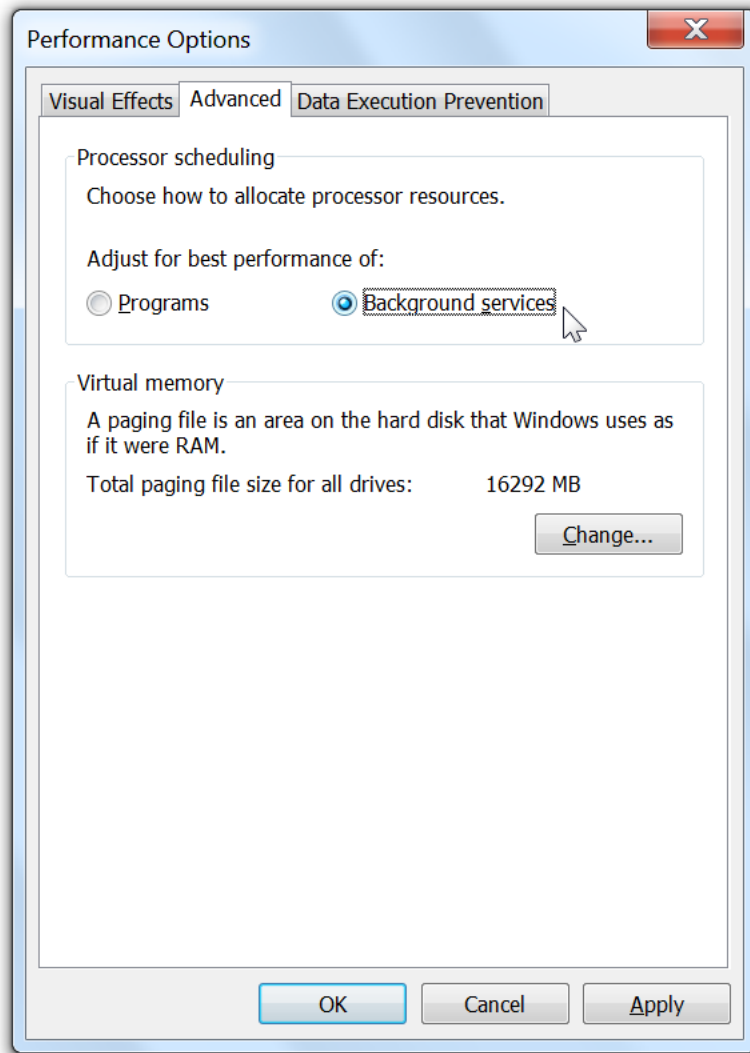 Performance Options
Visual Effects Advanced Data Execution Prevention
Processor scheduling
Choose how to allocate processor resources.
Adjust for best performance of:
Programs Background services
Virtual memory
A paging file is an area on the hard disk that Windows uses as
if it were RAM.
Total paging file size for all drives: 16292 MB
Change...
OK Cancel Apply